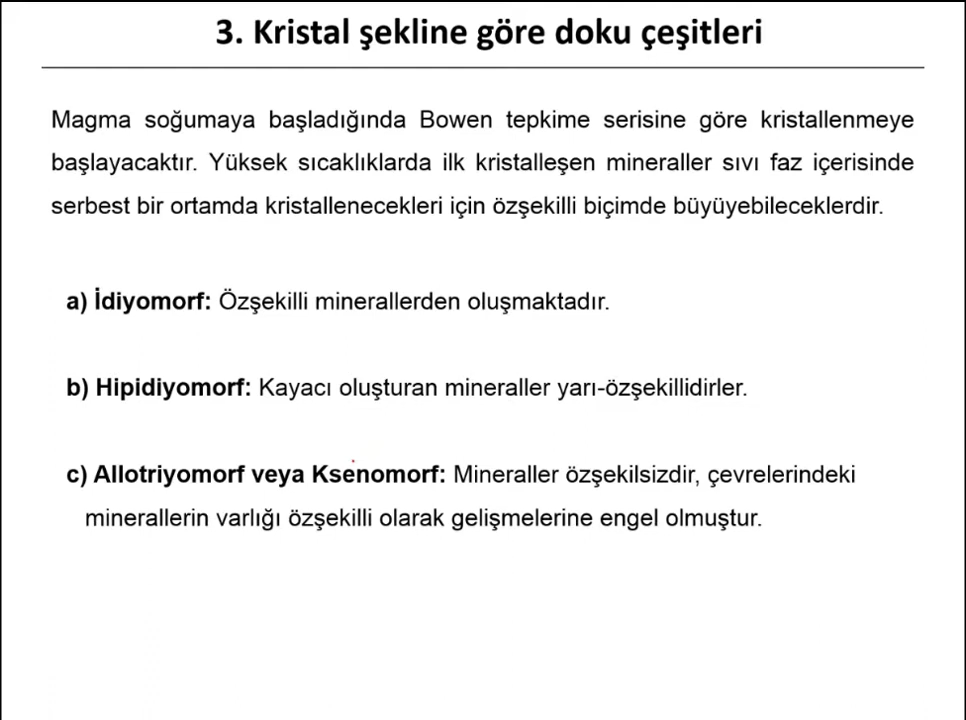 3. Kristal şekline göre doku çeşitleri
Magma soğumaya başladığında Bowen tepkime serisine göre kristallenmeye
başlayacaktır. Yüksek sıcaklıklarda ilk kristalleşen mineraller sıvı faz içerisinde
serbest bir ortamda kristallenecekleri için özşekilli biçimde büyüyebileceklerdir.
a) İdiyomorf: Özşekilli minerallerden oluşmaktadır.
b) Hipidiyomorf: Kayacı oluşturan mineraller yarı-özşekillidirler.
c) Allotriyomorf veya Ksenomorf: Mineraller özşekilsizdir, çevrelerindeki
minerallerin varlığı özşekilli olarak gelişmelerine engel olmuştur.